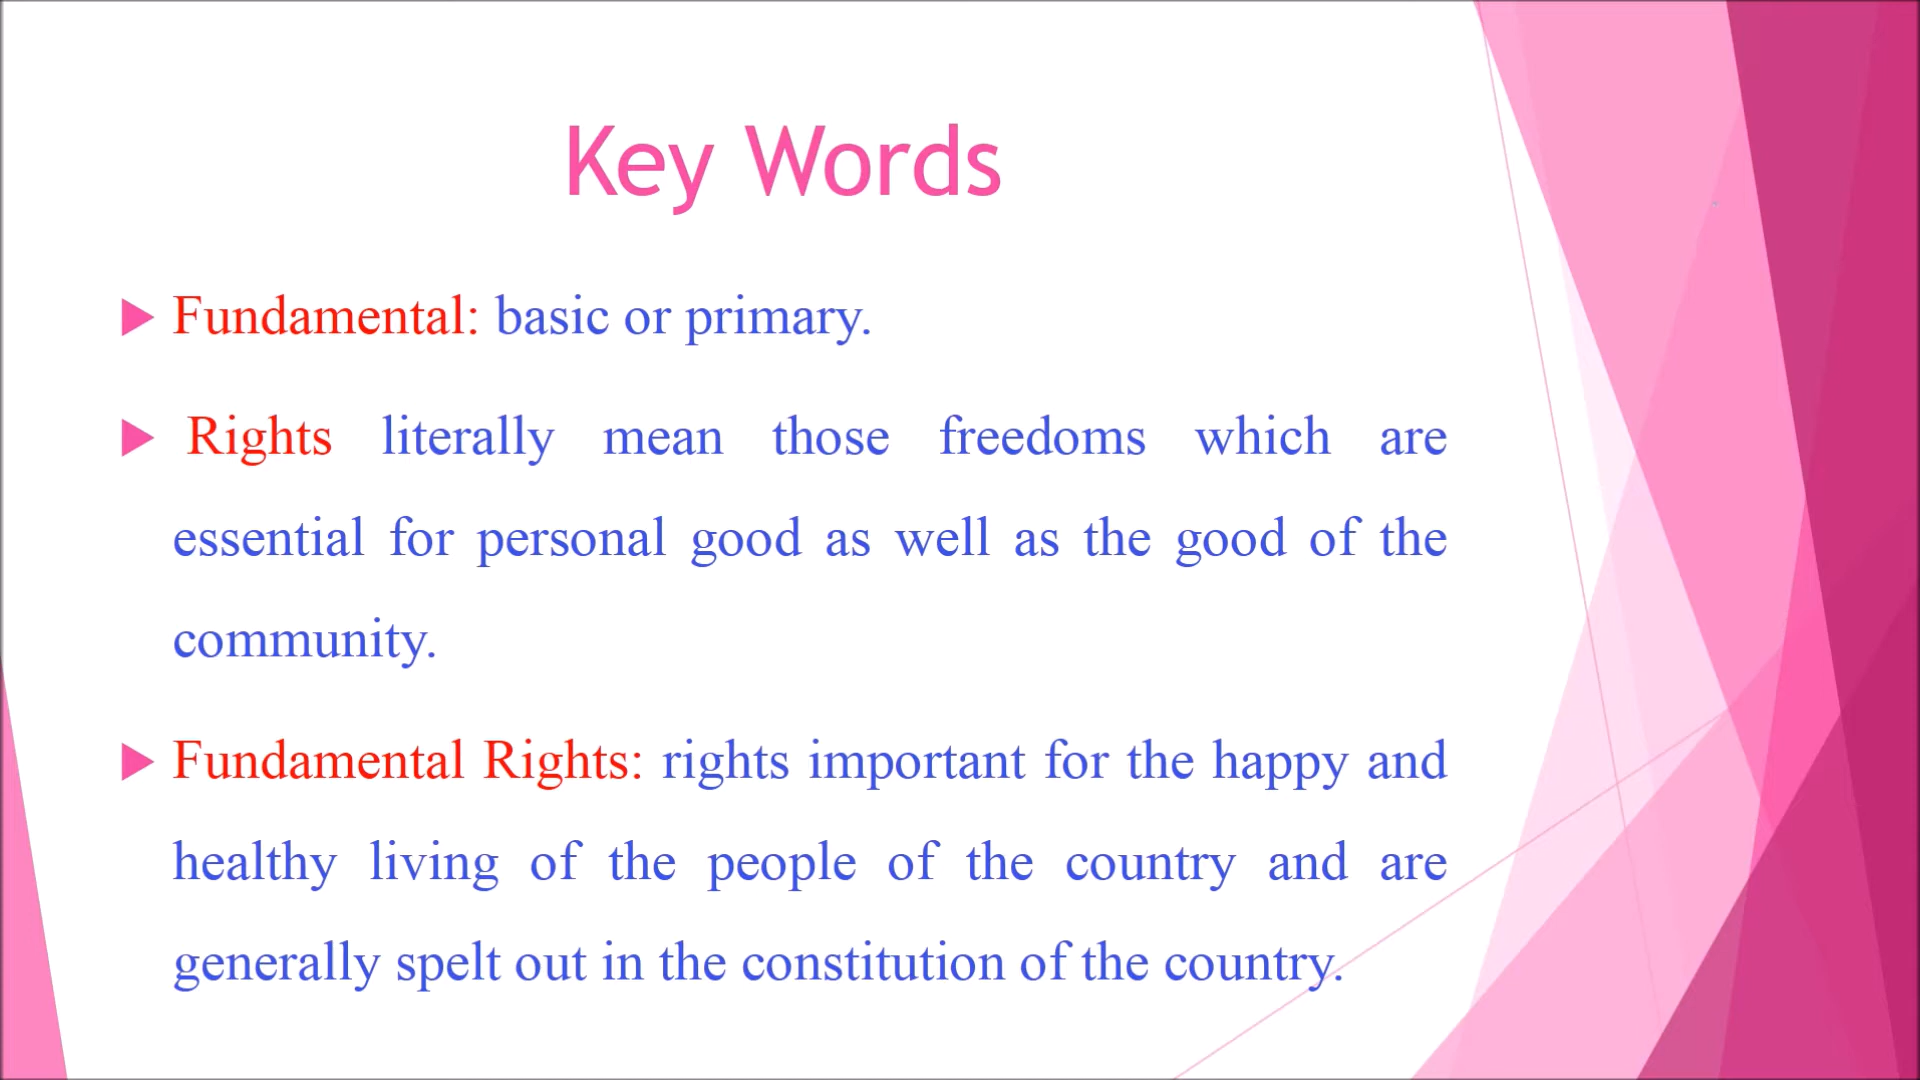 Key Words
Fundamental: basic or primary.
Rights literally mean those freedoms which are
essential for personal good as well as the good of the
community.
Fundamental Rights: rights important for the happy and
healthy living of the people of the country and are
generally spelt out in the constitution of the country.